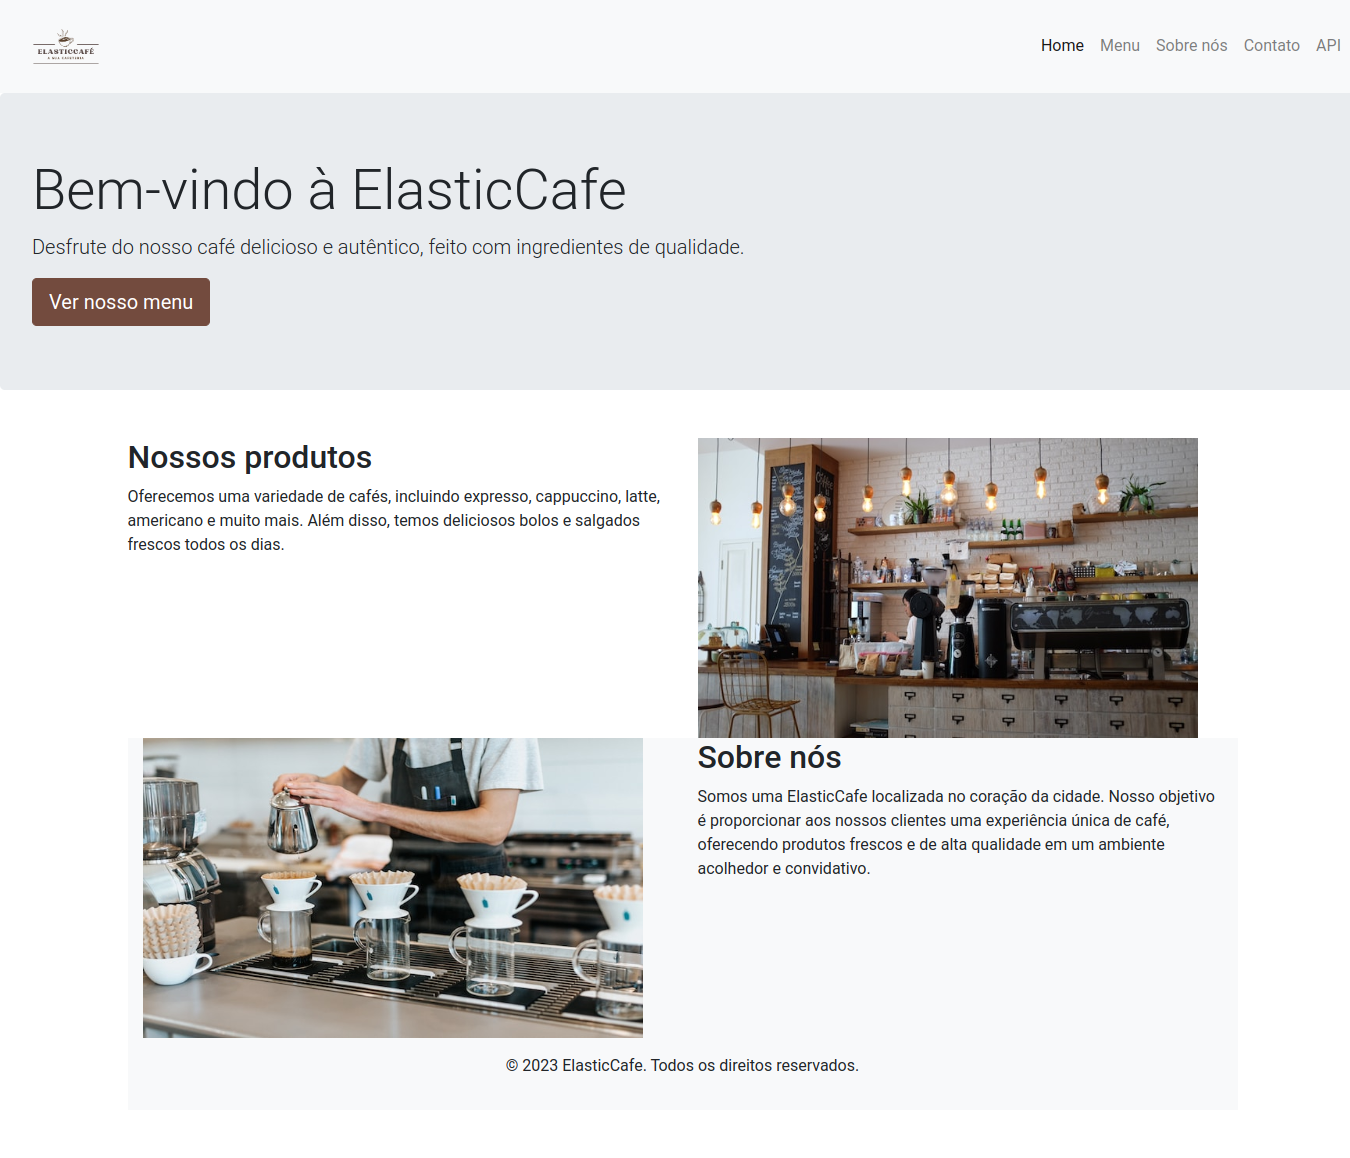 ELASTICCAFÉ
A SUA CAFETERIA
Home Menu Sobre nós Contato API
Bem-vindo à ElasticCafe
Desfrute do nosso café delicioso e autêntico, feito com ingredientes de qualidade.
Ver nosso menu
Nossos produtos
Oferecemos uma variedade de cafés, incluindo expresso, cappuccino, latte,
americano e muito mais. Além disso, temos deliciosos bolos e salgados
frescos todos os dias.
Sobre nós
Somos uma ElasticCafe localizada no coração da cidade. Nosso objetivo
é proporcionar aos nossos clientes uma experiência única de café,
oferecendo produtos frescos e de alta qualidade em um ambiente
acolhedor e convidativo.
© 2023 ElasticCafe. Todos os direitos reservados.